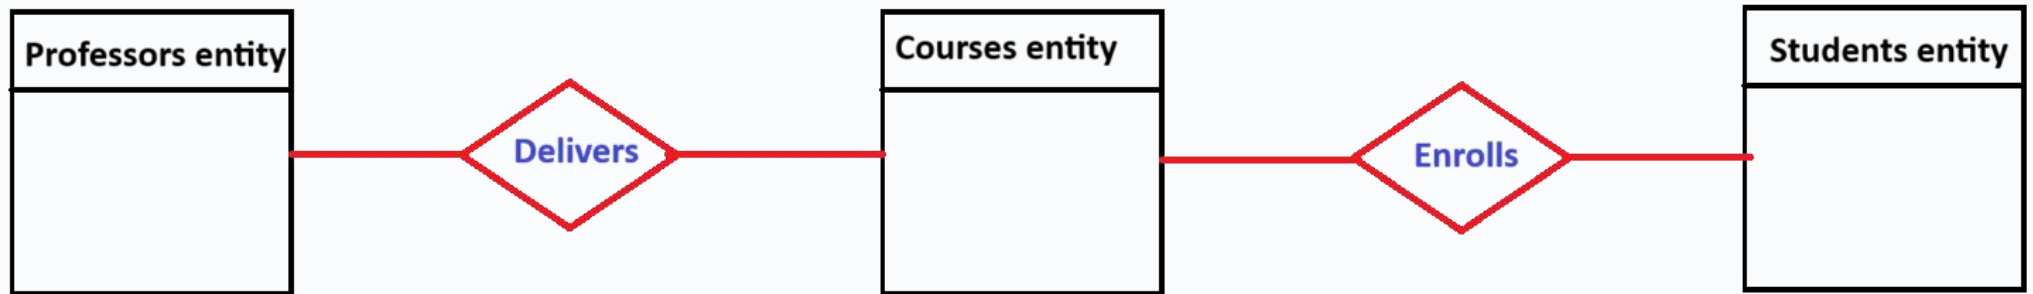 Professors entity
Courses entity
Students entity
Delivers
Enrolls